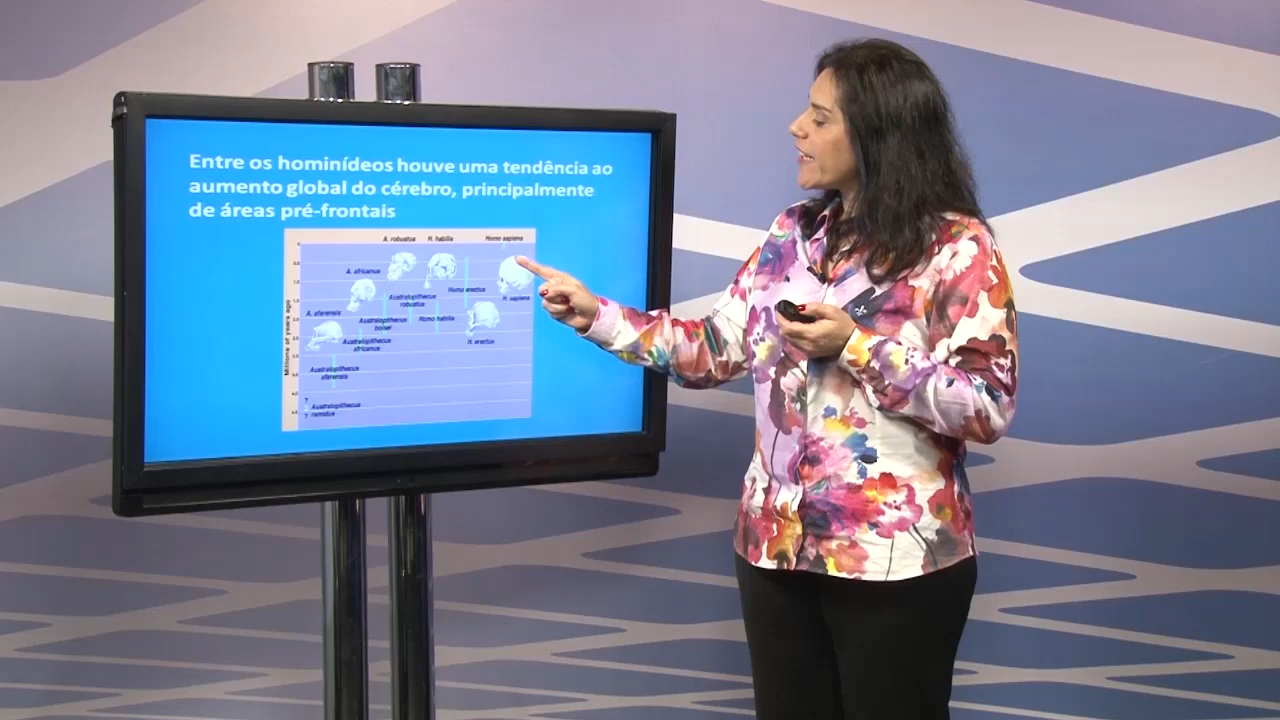 Entre os hominídeos houve uma tendência ao
aumento global do cérebro, principalmente
de áreas pré-frontais
A. robustus H. habilis Homo sapiens
A. africanus
Homo erectus
Australopithecus
robustus
H. sapiens
A. afarensis
Australopithecus
boisei
Homo habilis
Australopithecus
africanus
H. erectus
Millions of years ago
Australopithecus
afarensis
?
Australopithecus
? ramidus